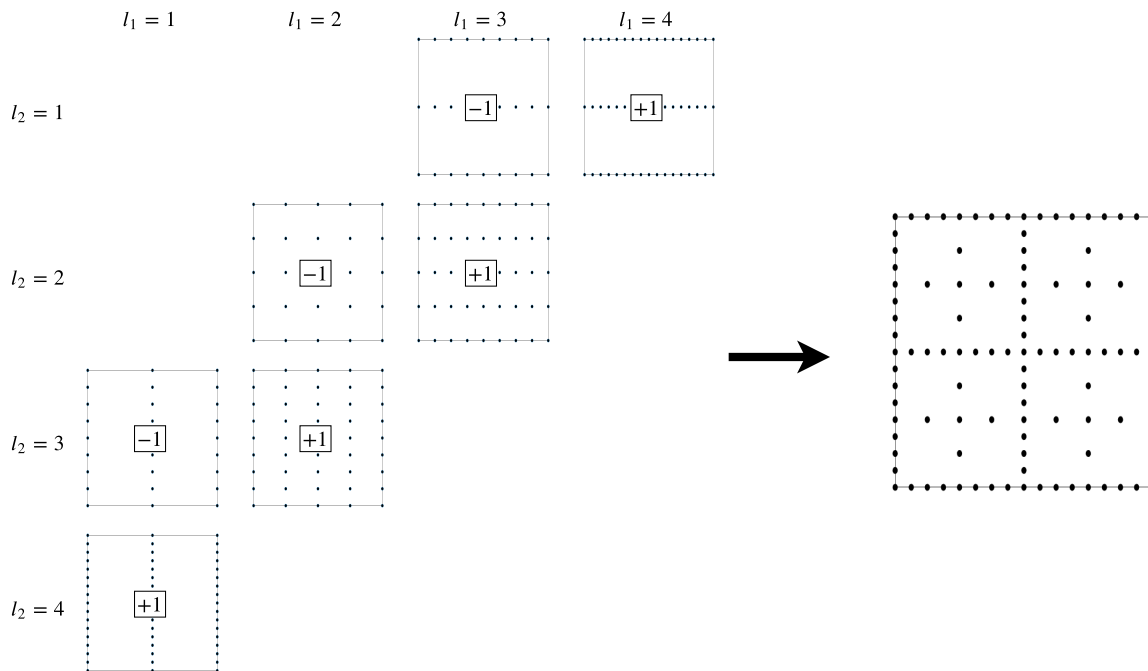 l₁ = 1 l₁ = 2 l₁ = 3 l₁ = 4
l₂ = 1 −1 +1
l₂ = 2 −1 +1
l₂ = 3 −1 +1
l₂ = 4 +1